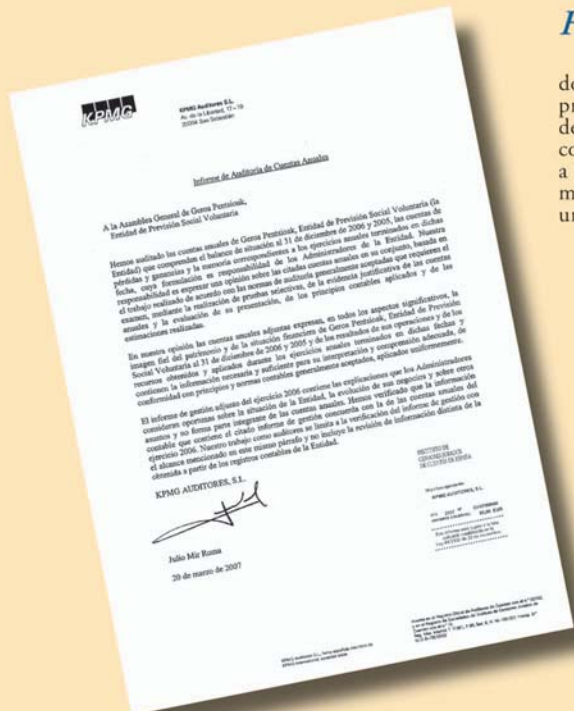 KPMG
KPMG Auditores S.L.
Av. de la Libertad, 17-19
20004 San Sebastián
Informe de Auditoría de Cuentas Anuales
A la Asamblea General de Geroa Pentsioak,
Entidad de Previsión Social Voluntaria
Hemos auditado las cuentas anuales de Geroa Pentsioak, Entidad de Previsión Social Voluntaria (la
Entidad) que comprenden el balance de situación al 31 de diciembre de 2006 y 2005, las cuentas de
pérdidas y ganancias y la memoria correspondientes a los ejercicios anuales terminados en dichas
fecha, cuya formulación es responsabilidad de los Administradores de la Entidad. Nuestra
responsabilidad es expresar una opinión sobre las citadas cuentas anuales en su conjunto, basada en
el trabajo realizado de acuerdo con las normas de auditoría generalmente aceptadas que requieren el
examen, mediante la realización de pruebas selectivas, de la evidencia justificativa de las cuentas
anuales y la evaluación de su presentación, de los principios contables aplicados y de las
estimaciones realizadas.
En nuestra opinión las cuentas anuales adjuntas expresan, en todos los aspectos significativos, la
imagen fiel del patrimonio y de la situación financiera de Geroa Pentsioak, Entidad de Previsión
Social Voluntaria al 31 de diciembre de 2006 y 2005 y de los resultados de sus operaciones y de los
recursos obtenidos y aplicados durante los ejercicios anuales terminados en dichas fechas y
contienen la información necesaria y suficiente para su interpretación y comprensión adecuada, de
conformidad con principios y normas contables generalmente aceptados, aplicados uniformemente.
El informe de gestión adjunto del ejercicio 2006 contiene las explicaciones que los Administradores
consideran oportunas sobre la situación de la Entidad, la evolución de sus negocios y sobre otros
asuntos y no forma parte integrante de las cuentas anuales. Hemos verificado que la información
contable que contiene el citado informe de gestión concuerda con la de las cuentas anuales del
ejercicio 2006. Nuestro trabajo como auditores se limita a la verificación del informe de gestión con
el alcance mencionado en este mismo párrafo y no incluye la revisión de información distinta de la
obtenida a partir de los registros contables de la Entidad.
KPMG AUDITORES, S.L.
Julio Mir Roma
20 de marzo de 2007
INSTITUTO DE
CENSORES JURADOS
DE CUENTAS DE ESPAÑA
KPMG AUDITORES, S.L.
de
pr
de
co
a
m
un